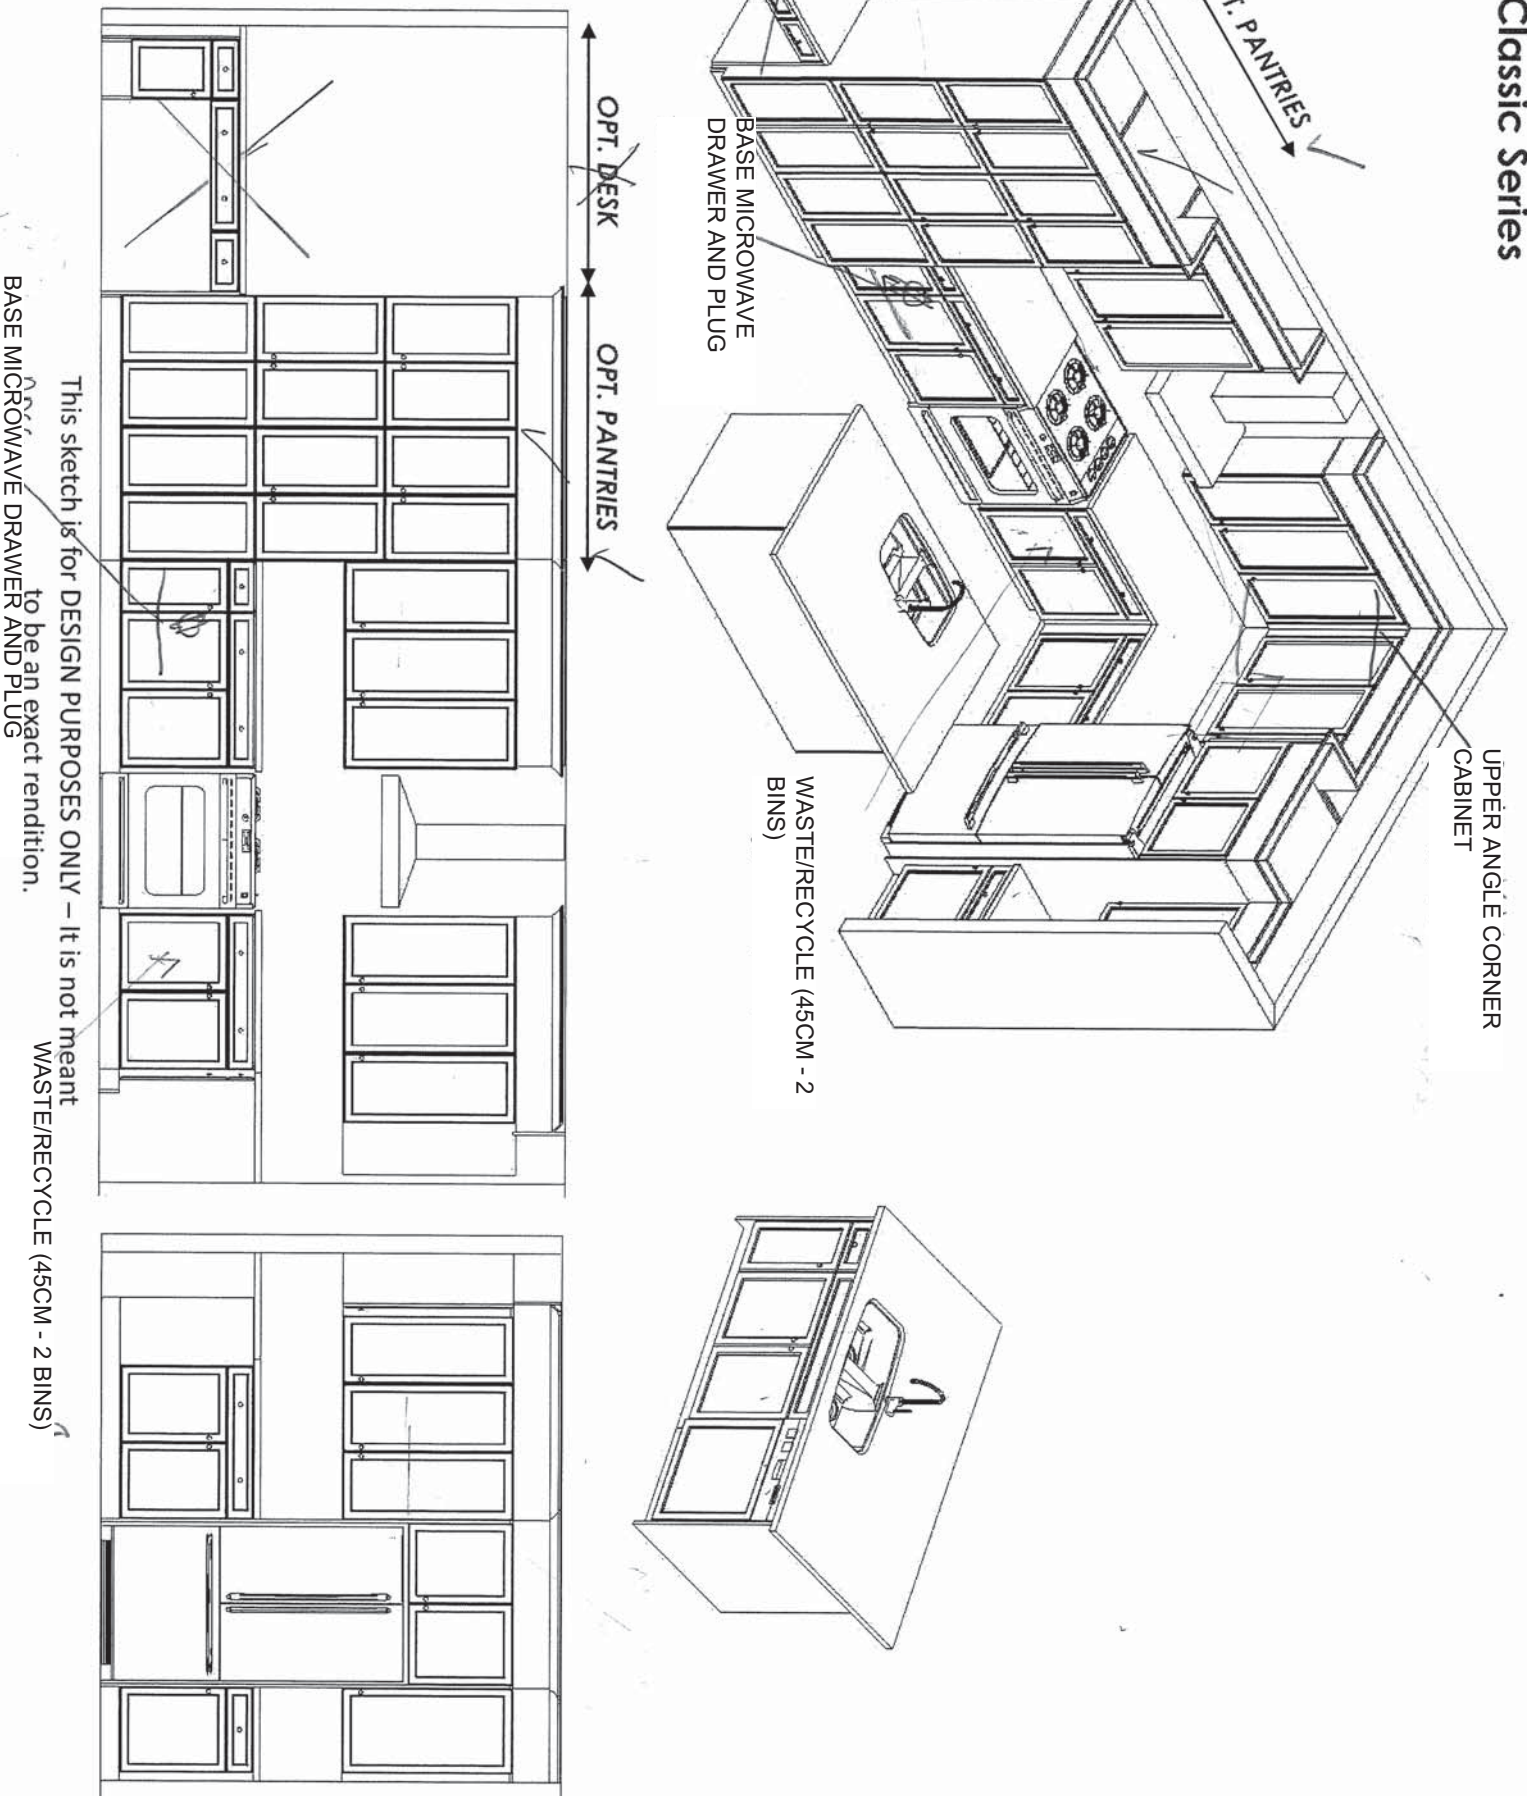 Classic Series
T. PANTRIES
UPPER ANGLE CORNER
CABINET
BASE MICROWAVE
DRAWER AND PLUG
WASTE/RECYCLE (45CM - 2
BINS)
OPT. DESK
OPT. PANTRIES
This sketch is for DESIGN PURPOSES ONLY – It is not meant
to be an exact rendition.
WASTE/RECYCLE (45CM - 2 BINS)
BASE MICROWAVE DRAWER AND PLUG